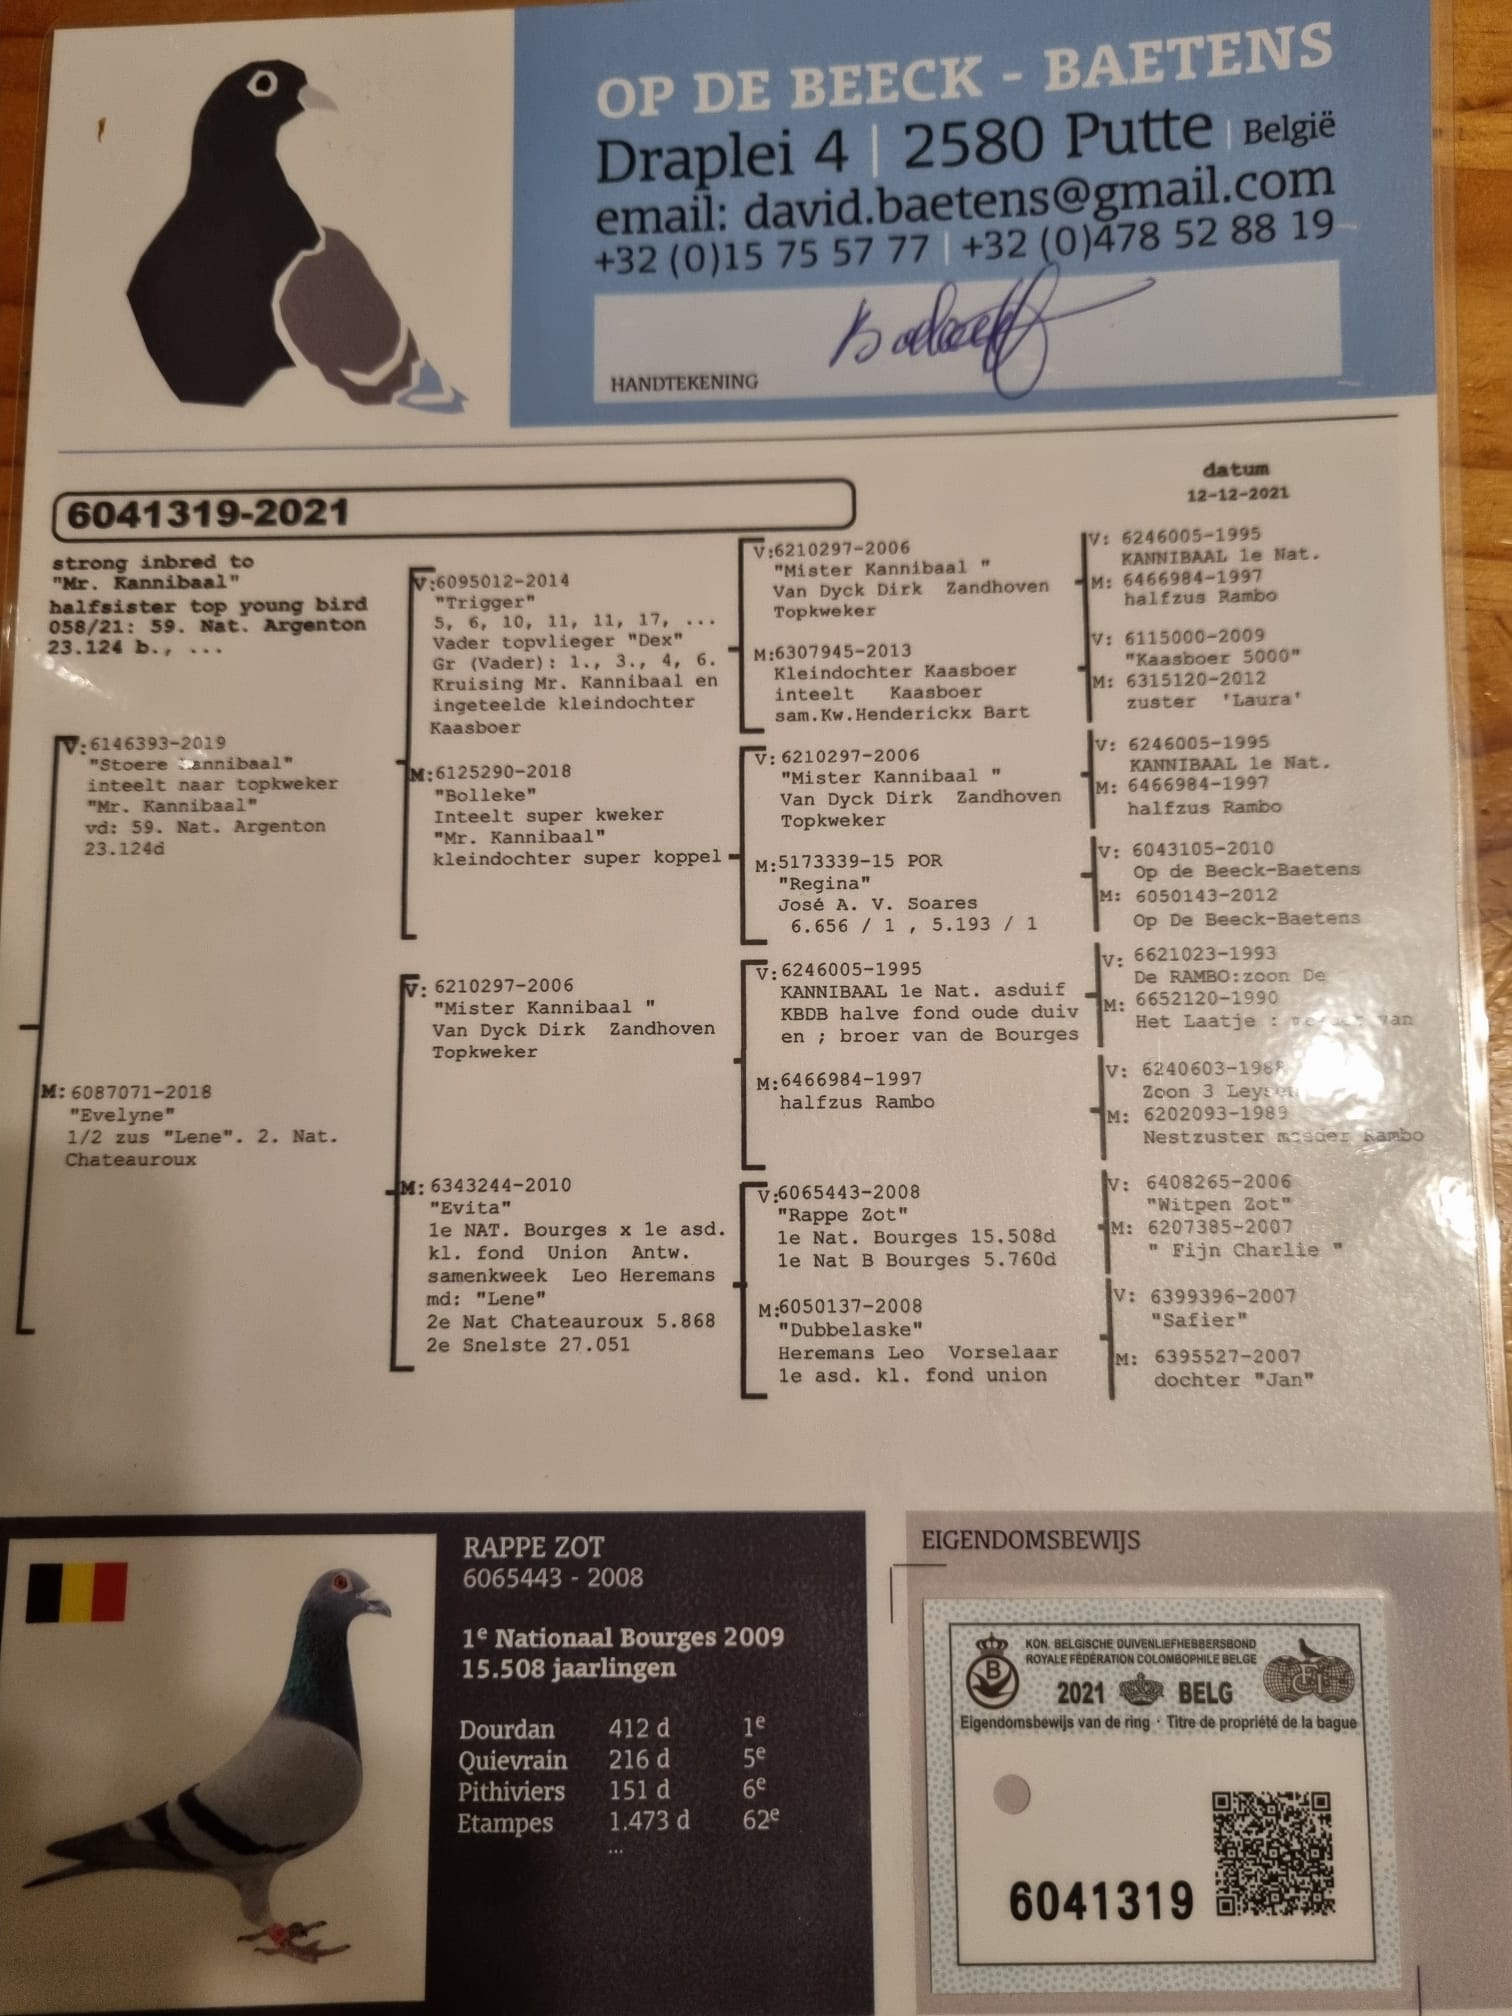 OP DE BEECK - BAETENS
Draplei 4 | 2580 Putte | België
email: david.baetens@gmail.com
+32 (0)15 75 57 77 | +32 (0)478 52 88 19
HANDTEKENING
datum
12-12-2021
6041319-2021
strong inbred to
"Mr. Kannibaal"
halfsister top young bird
058/21: 59. Nat. Argenton
23.124 b., ...
V:6146393-2019
"Stoere Kannibaal"
inteelt naar topkweker
"Mr. Kannibaal"
vd: 59. Nat. Argenton
23.124d
M:6087071-2018
"Evelyne"
1/2 zus "Lene". 2. Nat.
Chateauroux
V:6095012-2014
"Trigger"
5, 6, 10, 11, 11, 17, ...
Vader topvlieger "Dex"
Gr (Vader): 1., 3., 4, 6.
Kruising Mr. Kannibaal en
ingeteelde kleindochter
Kaasboer
M:6125290-2018
"Bolleke"
Inteelt super kweker
"Mr. Kannibaal"
kleindochter super koppel
V: 6210297-2006
"Mister Kannibaal "
Van Dyck Dirk Zandhoven
Topkweker
M: 6343244-2010
"Evita"
1e NAT. Bourges x 1e asd.
kl. fond Union Antw.
samenkweek Leo Heremans
md: "Lene"
2e Nat Chateauroux 5.868
2e Snelste 27.051
V:6210297-2006
"Mister Kannibaal "
Van Dyck Dirk Zandhoven
Topkweker
M:6307945-2013
Kleindochter Kaasboer
inteelt Kaasboer
sam.Kw.Henderickx Bart
V: 6210297-2006
"Mister Kannibaal "
Van Dyck Dirk Zandhoven
Topkweker
M:5173339-15 POR
"Regina"
José A. V. Soares
6.656 / 1 , 5.193 / 1
V: 6246005-1995
KANNIBAAL 1e Nat. asduif
KBDB halve fond oude duiv
en ; broer van de Bourges
M:6466984-1997
halfzus Rambo
V:6065443-2008
"Rappe Zot"
1e Nat. Bourges 15.508d
1e Nat B Bourges 5.760d
M:6050137-2008
"Dubbelaske"
Heremans Leo Vorselaar
1e asd. kl. fond union
V: 6246005-1995
KANNIBAAL 1e Nat.
M: 6466984-1997
halfzus Rambo
V: 6115000-2009
"Kaasboer 5000"
M: 6315120-2012
zuster 'Laura'
V: 6246005-1995
KANNIBAAL 1e Nat.
M: 6466984-1997
halfzus Rambo
V: 6043105-2010
Op de Beeck-Baetens
M: 6050143-2012
Op De Beeck-Baetens
V: 6621023-1993
De RAMBO:zoon De
M: 6652120-1990
Het Laatje : van
V: 6240603-1988
Zoon 3
M: 6202093-1989
Nestzuster moeder Rambo
V: 6408265-2006
"Witpen Zot"
M: 6207385-2007
" Fijn Charlie "
V: 6399396-2007
"Safier"
M: 6395527-2007
dochter "Jan"
RAPPE ZOT
6065443 - 2008
1e Nationaal Bourges 2009
15.508 jaarlingen
Dourdan 412 d 1e
Quievrain 216 d 5e
Pithiviers 151 d 6e
Etampes 1.473 d 62e
...
EIGENDOMSBEWIJS
KON. BELGISCHE DUIVENLIEFHEBBERSBOND
ROYALE FÉDÉRATION COLOMBOPHILE BELGE
B
FCI
2021 BELG
Eigendomsbewijs van de ring · Titre de propriété de la bague
6041319